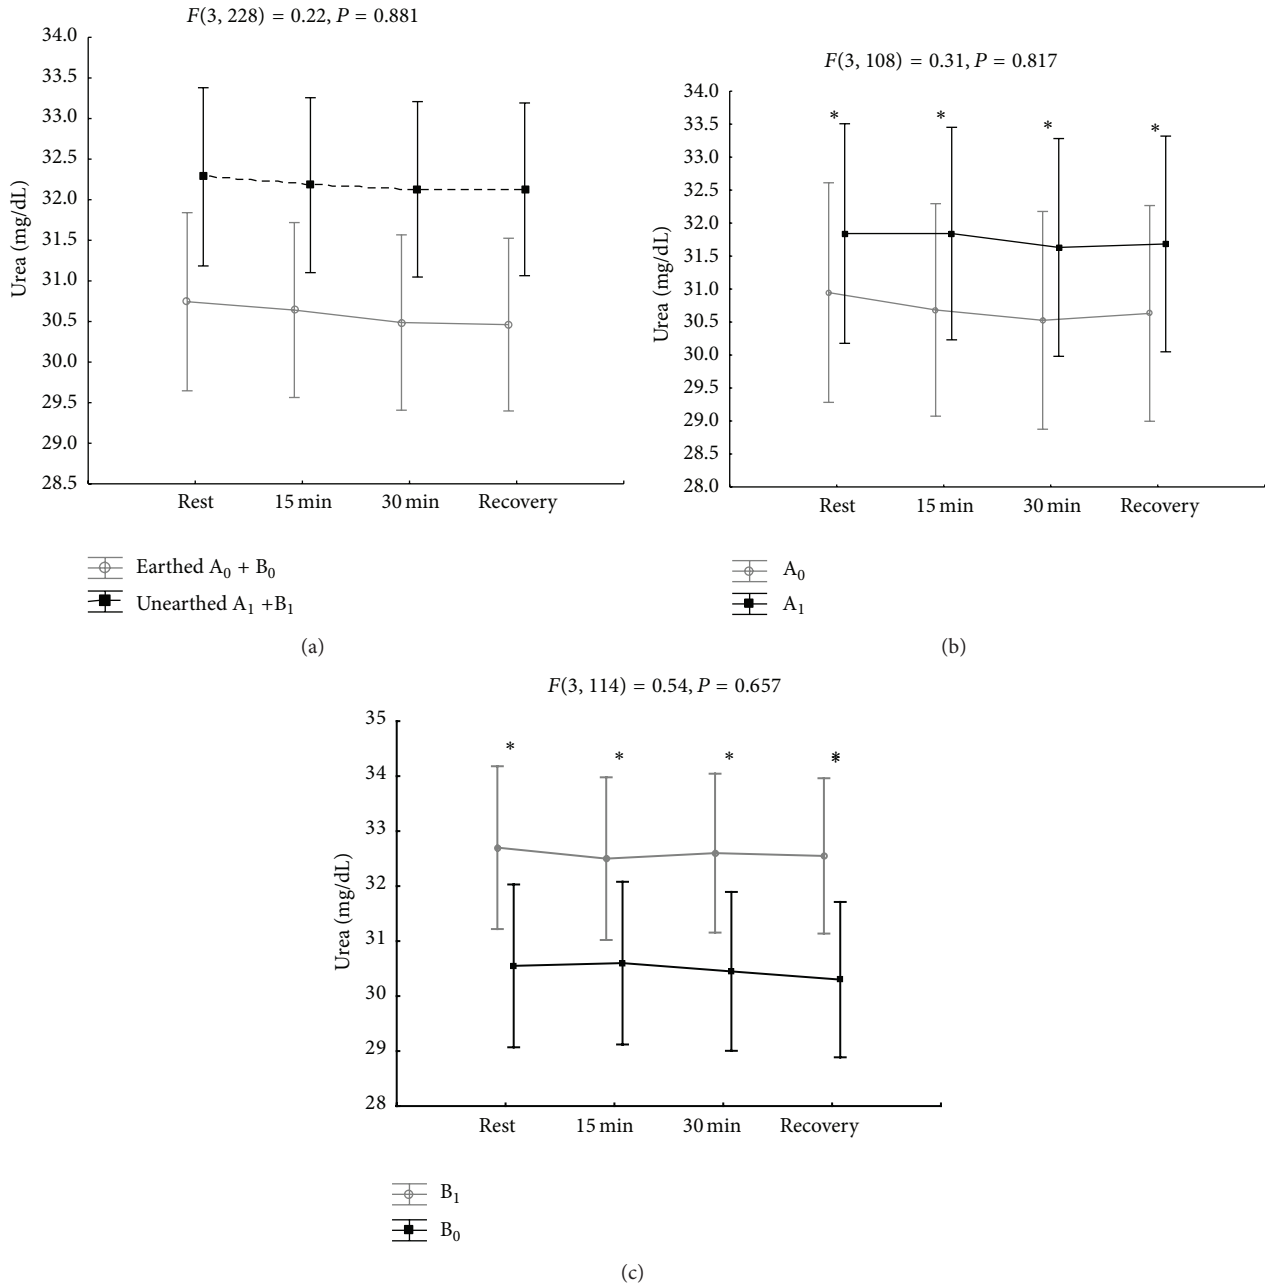 F(3, 228) = 0.22, P = 0.881
34.0
33.5
33.0
32.5
32.0
31.5
31.0
30.5
30.0
29.5
29.0
28.5
Urea (mg/dL)
Rest 15 min 30 min Recovery
Earthed A₀ + B₀
Unearthed A₁ +B₁
(a)
F(3, 108) = 0.31, P = 0.817
34.0
33.5
33.0
32.5
32.0
31.5
31.0
30.5
30.0
29.5
29.0
28.5
28.0
Urea (mg/dL)
* * * *
Rest 15 min 30 min Recovery
A₀
A₁
(b)
F(3, 114) = 0.54, P = 0.657
35
34
33
32
31
30
29
28
Urea (mg/dL)
* * * *
Rest 15 min 30 min Recovery
B₁
B₀
(c)